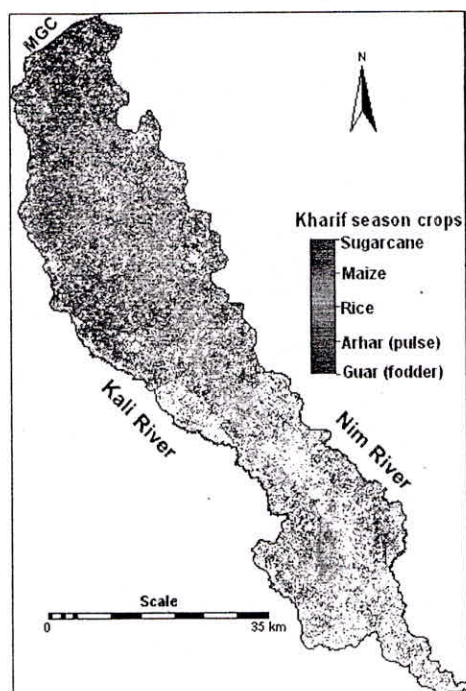 MGC
N
Kharif season crops
Sugarcane
Maize
Rice
Arhar (pulse)
Guar (fodder)
Kali River
Nim River
Scale
0 35 km